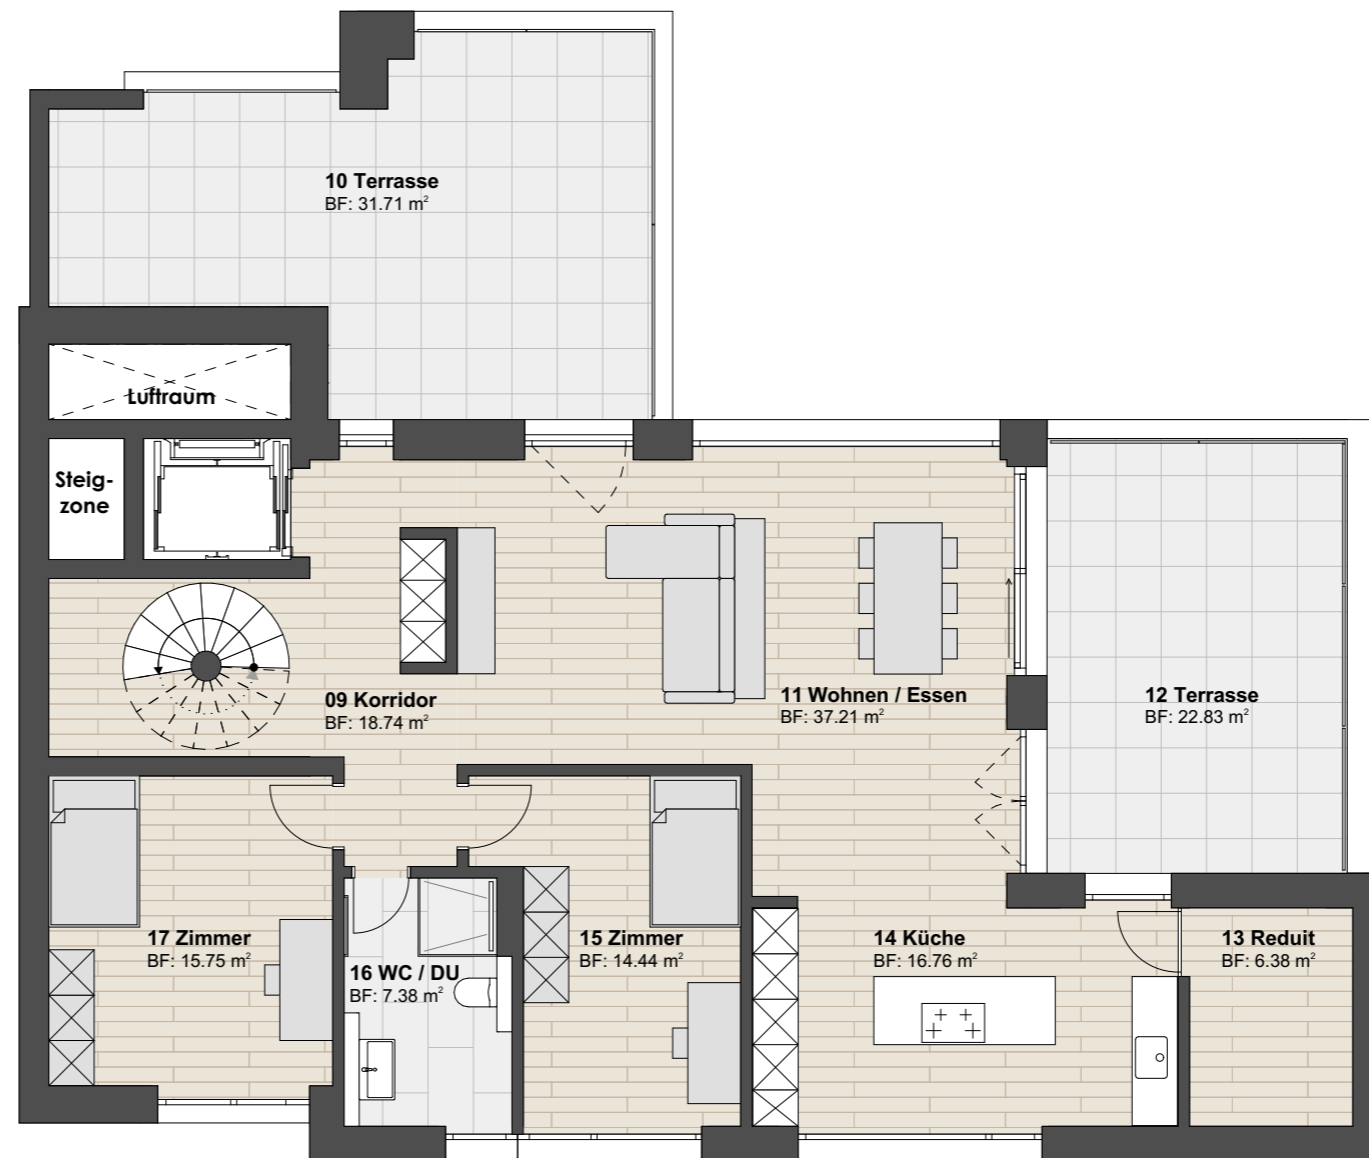 10 Terrasse
BF: 31.71 m²
Luftraum
Steig-
zone
09 Korridor
BF: 18.74 m²
11 Wohnen / Essen
BF: 37.21 m²
12 Terrasse
BF: 22.83 m²
17 Zimmer
BF: 15.75 m²
16 WC / DU
BF: 7.38 m²
15 Zimmer
BF: 14.44 m²
14 Küche
BF: 16.76 m²
13 Reduit
BF: 6.38 m²